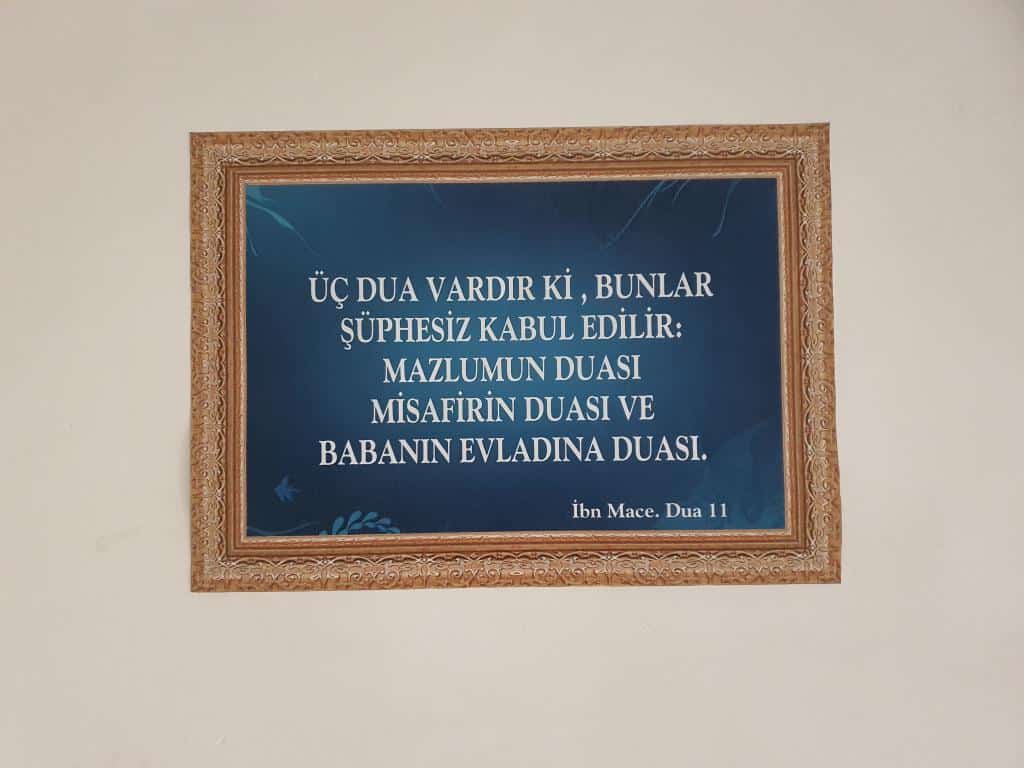 ÜÇ DUA VARDIR Kİ , BUNLAR
ŞÜPHESİZ KABUL EDİLİR:
MAZLUMUN DUASI
MİSAFİRİN DUASI VE
BABANIN EVLADINA DUASI.
İbn Mace. Dua 11